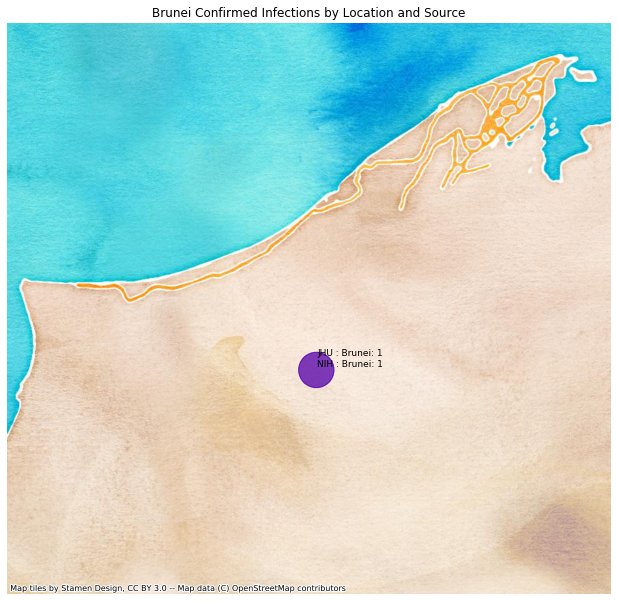 Brunei Confirmed Infections by Location and Source
JHU : Brunei: 1
NIH : Brunei: 1
Map tiles by Stamen Design, CC BY 3.0 -- Map data (C) OpenStreetMap contributors